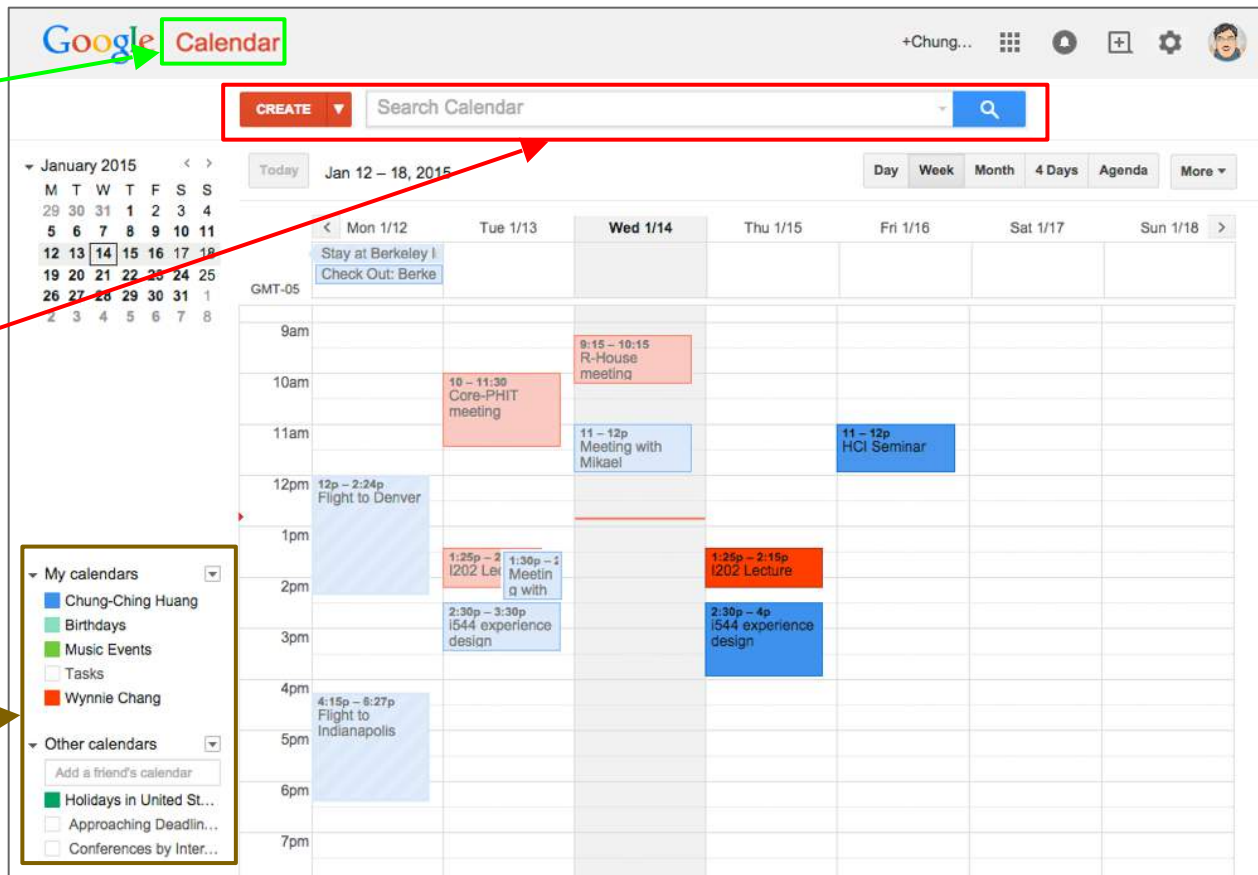 Google Calendar
+Chung...
CREATE
Search Calendar
January 2015 < >
M T W T F S S
29 30 31 1 2 3 4
5 6 7 8 9 10 11
12 13 14 15 16 17 18
19 20 21 22 23 24 25
26 27 28 29 30 31 1
2 3 4 5 6 7 8
Today
Jan 12 – 18, 2015
Day Week Month 4 Days Agenda More
< Mon 1/12 Tue 1/13 Wed 1/14 Thu 1/15 Fri 1/16 Sat 1/17 Sun 1/18 >
Stay at Berkeley I
Check Out: Berke
GMT-05
9am
10am
11am
12pm
1pm
2pm
3pm
4pm
5pm
6pm
7pm
12p – 2:24p
Flight to Denver
4:15p – 6:27p
Flight to
Indianapolis
10 – 11:30
Core-PHIT
meeting
1:25p – 2
I202 Lec
1:30p –
Meetin
g with
2:30p – 3:30p
i544 experience
design
9:15 – 10:15
R-House
meeting
11 – 12p
Meeting with
Mikael
1:25p – 2:15p
I202 Lecture
2:30p – 4p
i544 experience
design
11 – 12p
HCI Seminar
My calendars
Chung-Ching Huang
Birthdays
Music Events
Tasks
Wynnie Chang
Other calendars
Add a friend's calendar
Holidays in United St...
Approaching Deadlin...
Conferences by Inter...